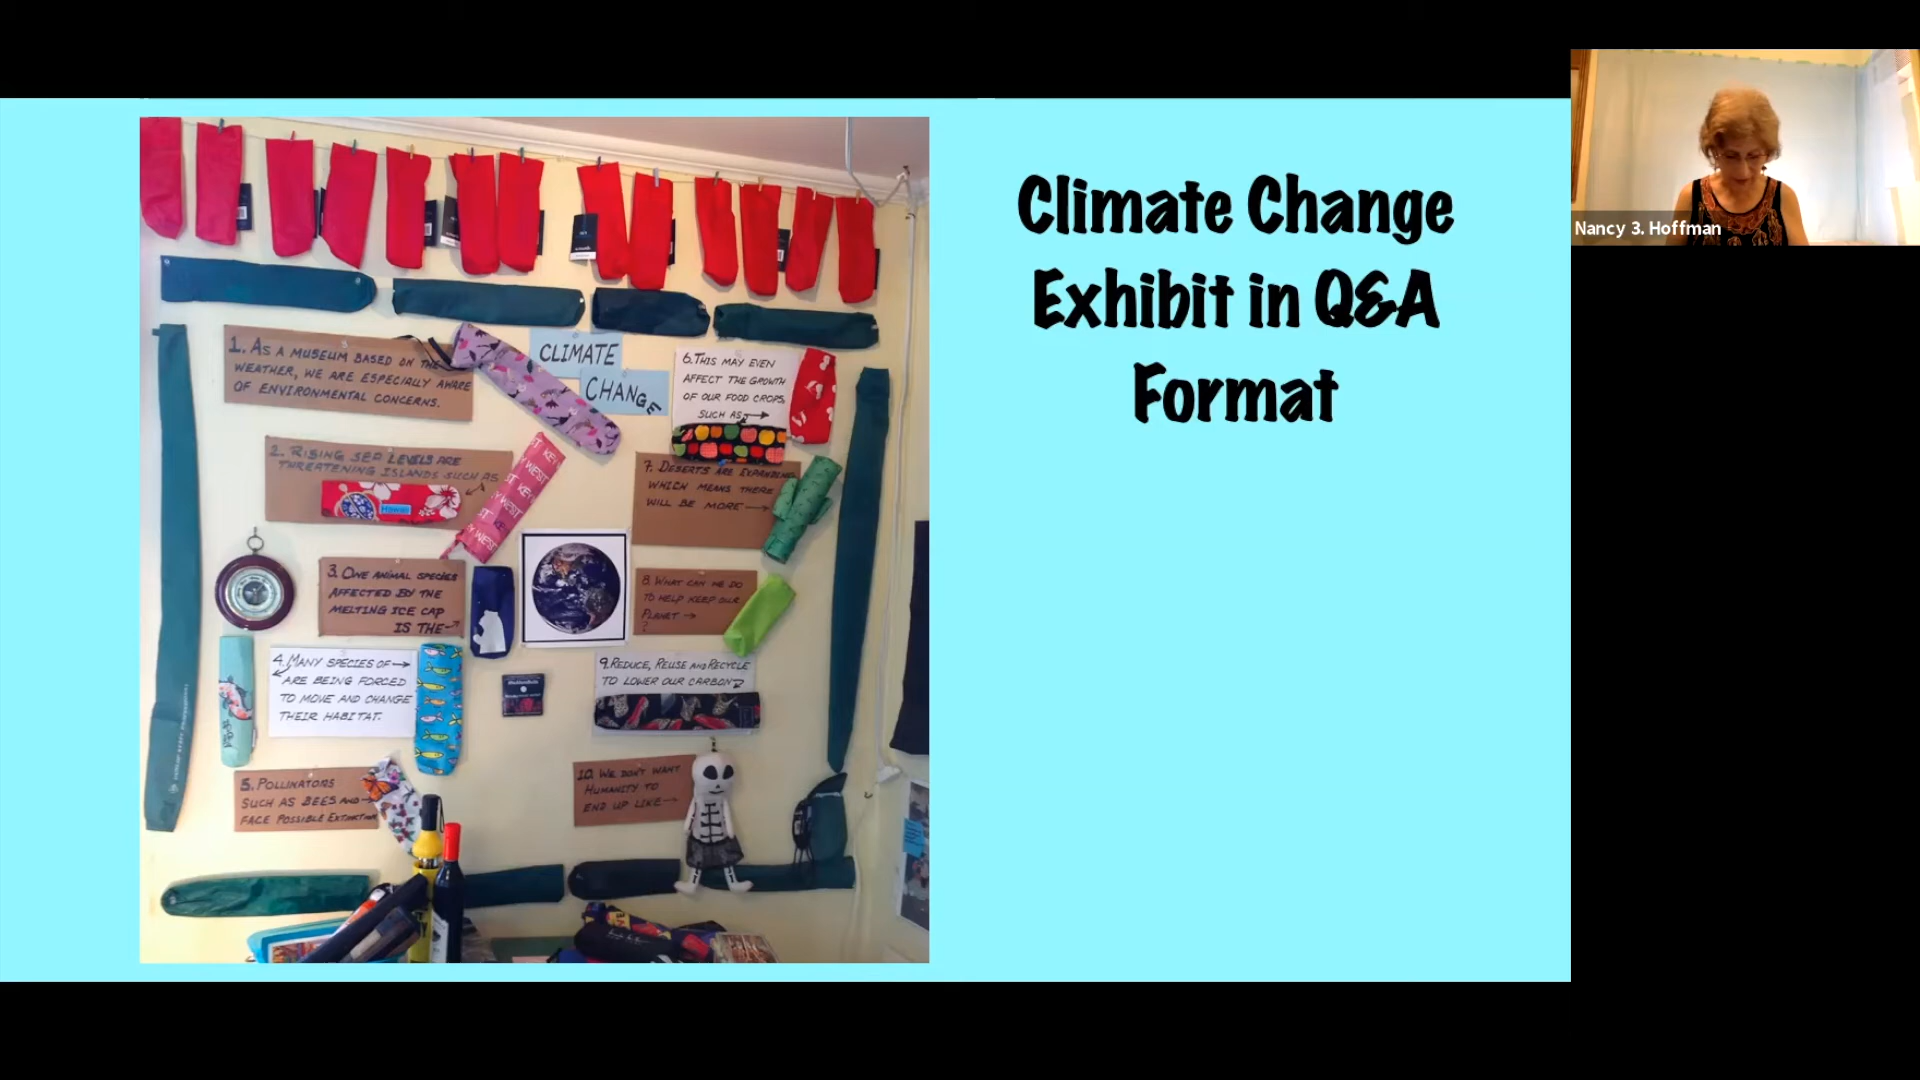 Climate Change
Exhibit in Q&A
Format
Nancy 3. Hoffman
CLIMATE
CHANGE
1. AS A MUSEUM BASED ON THE
WEATHER, WE ARE ESPECIALLY AWARE
OF ENVIRONMENTAL CONCERNS.
2. RISING SEA LEVELS ARE
THREATENING ISLANDS SUCH AS
Hawaii
KEY WEST
3. ONE ANIMAL SPECIES
AFFECTED BY THE
MELTING ICE CAP
IS THE
4. MANY SPECIES OF
ARE BEING FORCED
TO MOVE AND CHANGE
THEIR HABITAT.
5. POLLINATORS
SUCH AS BEES AND
FACE POSSIBLE EXTINCTION
6. THIS MAY EVEN
AFFECT THE GROWTH
OF OUR FOOD CROPS,
SUCH AS
7. DESERTS ARE EXPANDING
WHICH MEANS THERE
WILL BE MORE
8. WHAT CAN WE DO
TO HELP KEEP OUR
PLANET
?
9. REDUCE, REUSE AND RECYCLE
TO LOWER OUR CARBON
10. WE DON'T WANT
HUMANITY TO
END UP LIKE